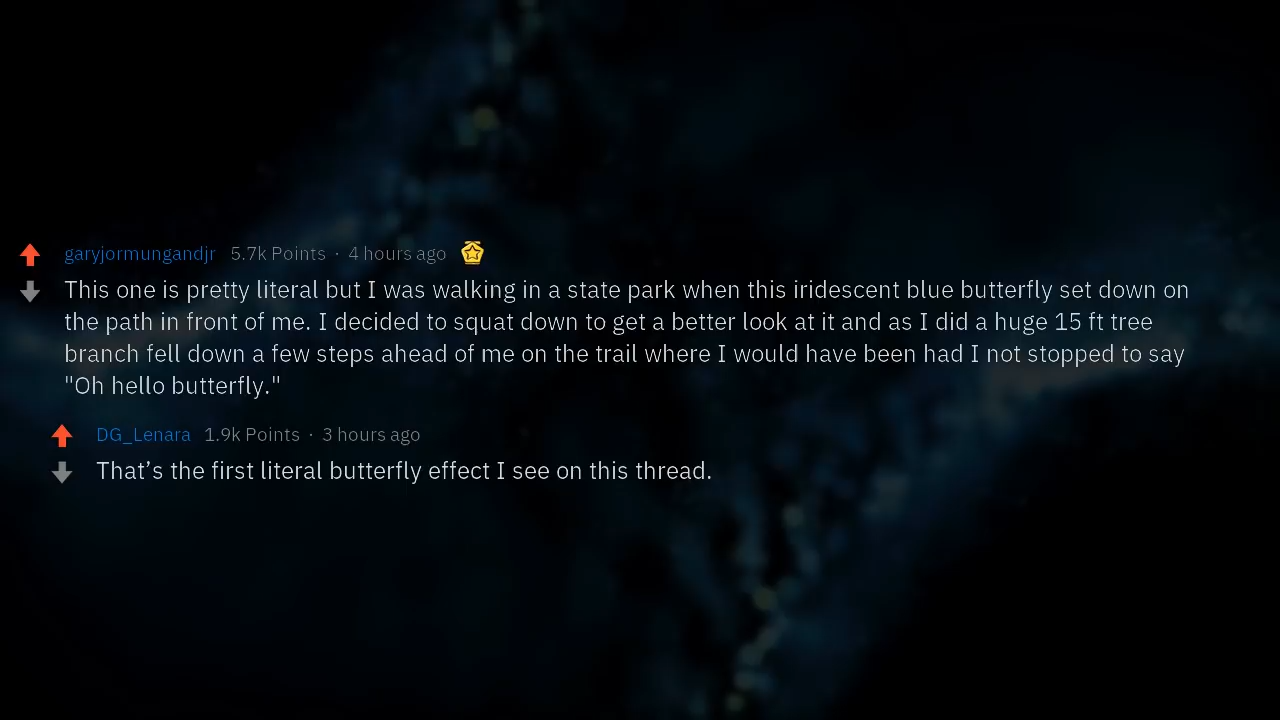 garyjormungandjr 5.7k Points · 4 hours ago
This one is pretty literal but I was walking in a state park when this iridescent blue butterfly set down on
the path in front of me. I decided to squat down to get a better look at it and as I did a huge 15 ft tree
branch fell down a few steps ahead of me on the trail where I would have been had I not stopped to say
"Oh hello butterfly."
DG_Lenara 1.9k Points · 3 hours ago
That’s the first literal butterfly effect I see on this thread.